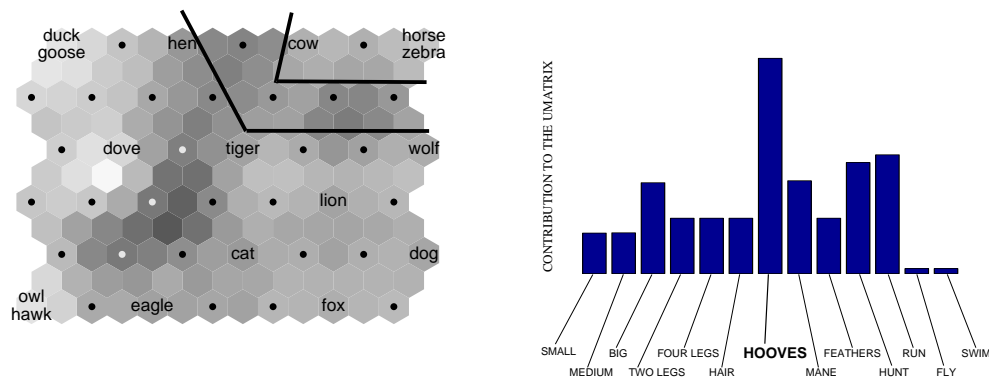 duck
goose
hen
cow
horse
zebra
dove
tiger
wolf
lion
cat
dog
owl
hawk
eagle
fox
CONTRIBUTION TO THE UMATRIX
SMALL
MEDIUM
BIG
TWO LEGS
FOUR LEGS
HAIR
HOOVES
MANE
FEATHERS
HUNT
RUN
FLY
SWIM